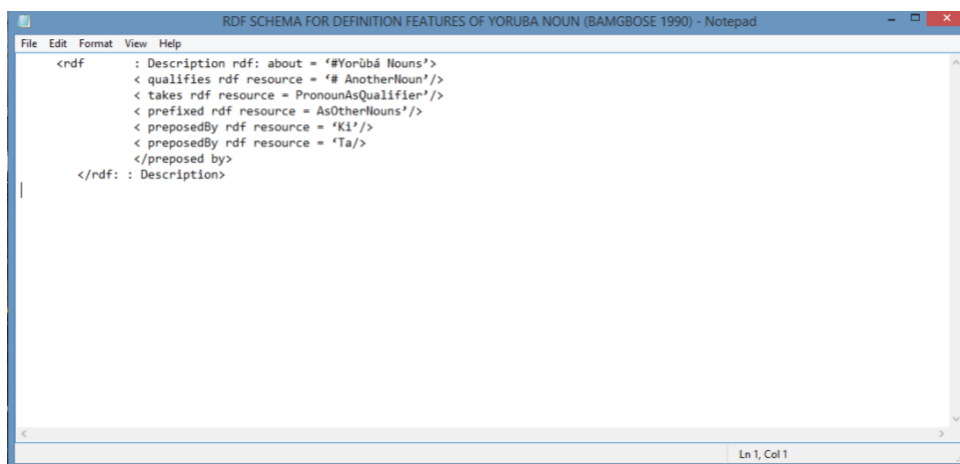 RDF SCHEMA FOR DEFINITION FEATURES OF YORUBA NOUN (BAMGBOSE 1990) - Notepad
File Edit Format View Help
<rdf : Description rdf: about = ‘#Yorùbá Nouns’>
< qualifies rdf resource = ‘# AnotherNoun’/>
< takes rdf resource = PronounAsQualifier’/>
< prefixed rdf resource = AsOtherNouns’/>
< preposedBy rdf resource = ‘Ki’/>
< preposedBy rdf resource = ‘Ta/>
</preposed by>
</rdf: : Description>
Ln 1, Col 1